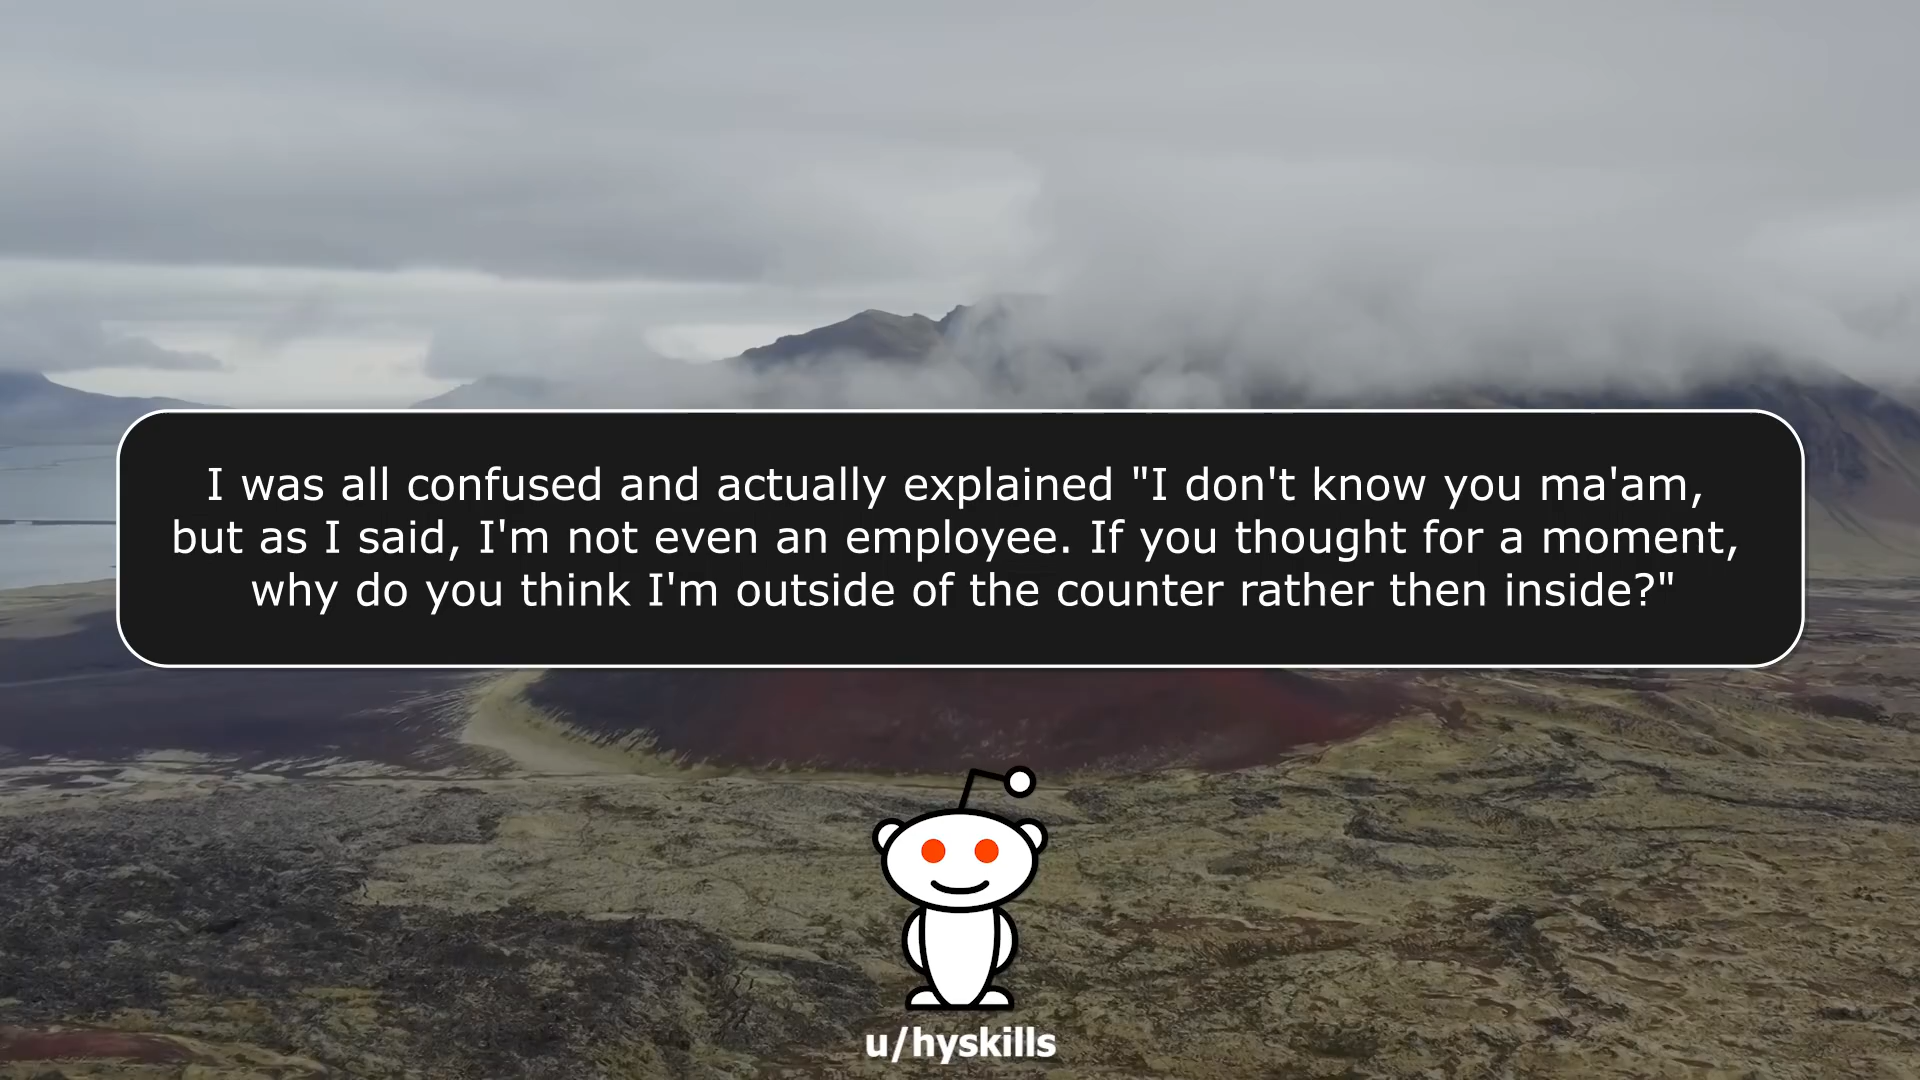 I was all confused and actually explained "I don't know you ma'am,
but as I said, I'm not even an employee. If you thought for a moment,
why do you think I'm outside of the counter rather then inside?"
u/hyskills